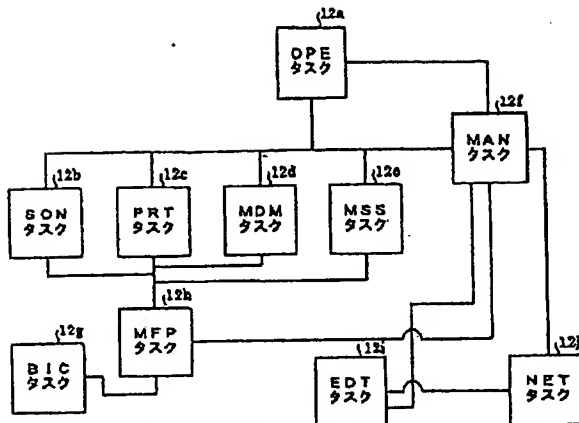 12a
OPE
タスク
12f
MAN
タスク
12b
SON
タスク
12c
PRT
タスク
12d
MDM
タスク
12e
MSS
タスク
12h
MFP
タスク
12g
BIC
タスク
12i
EDT
タスク
12j
NET
タスク